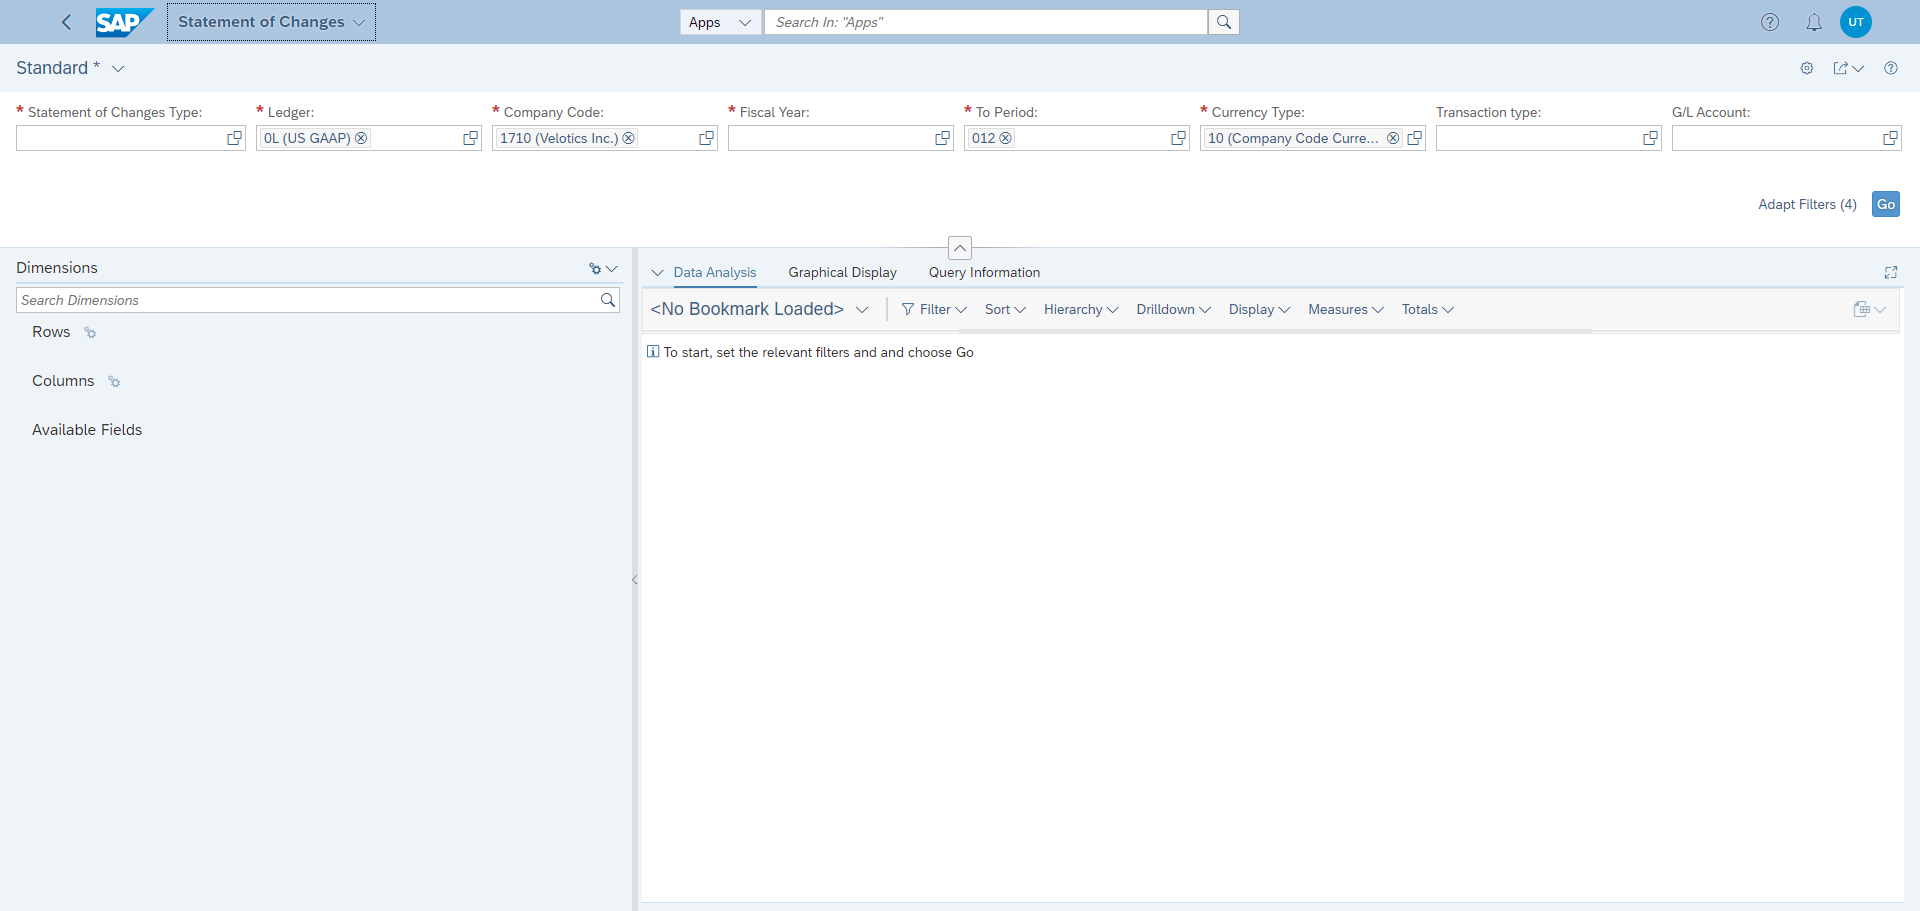 SAP Statement of Changes
Apps
Search In: "Apps"
UT
Standard *
* Statement of Changes Type:
* Ledger:
* Company Code:
* Fiscal Year:
* To Period:
* Currency Type:
Transaction type:
G/L Account:
0L (US GAAP)
1710 (Velotics Inc.)
012
10 (Company Code Curre...
Adapt Filters (4)
Go
Dimensions
Search Dimensions
Rows
Columns
Available Fields
Data Analysis
Graphical Display
Query Information
<No Bookmark Loaded>
Filter
Sort
Hierarchy
Drilldown
Display
Measures
Totals
To start, set the relevant filters and and choose Go